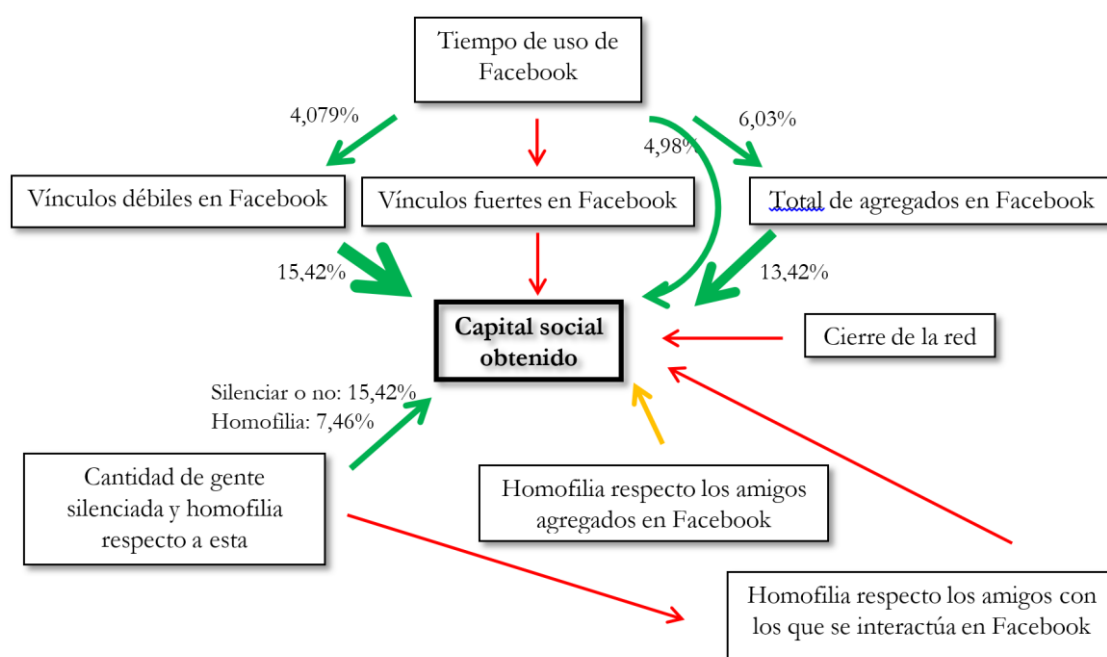 Tiempo de uso de
Facebook
4,079%
4,98%
6,03%
Vínculos débiles en Facebook
Vínculos fuertes en Facebook
Total de agregados en Facebook
15,42%
13,42%
Capital social
obtenido
Cierre de la red
Silenciar o no: 15,42%
Homofilia: 7,46%
Cantidad de gente
silenciada y homofilia
respecto a esta
Homofilia respecto los amigos
agregados en Facebook
Homofilia respecto los amigos con
los que se interactúa en Facebook